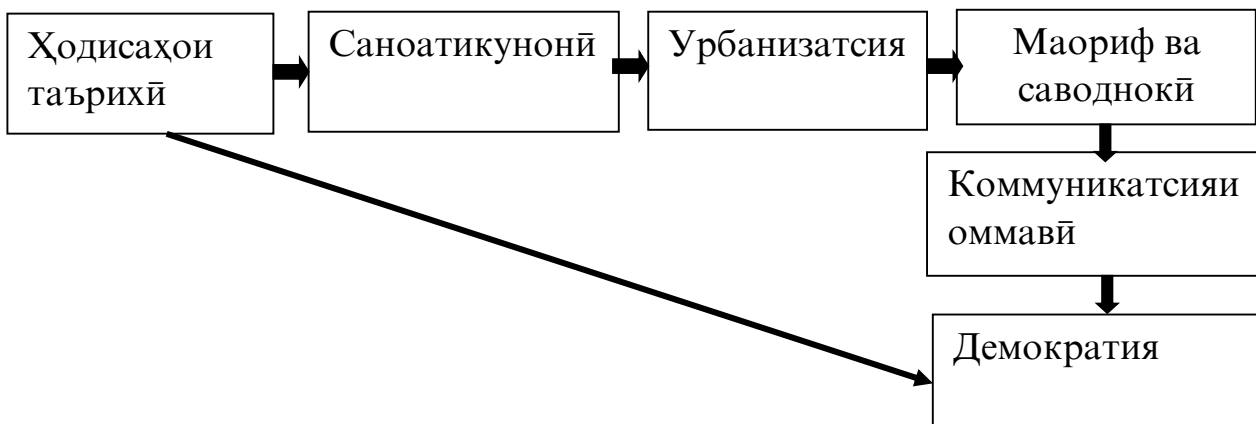 Ҳодисаҳои
таърихӣ
Саноатикунонӣ
Урбанизатсия
Маориф ва
саводнокӣ
Коммуникатсияи
оммавӣ
Демократия